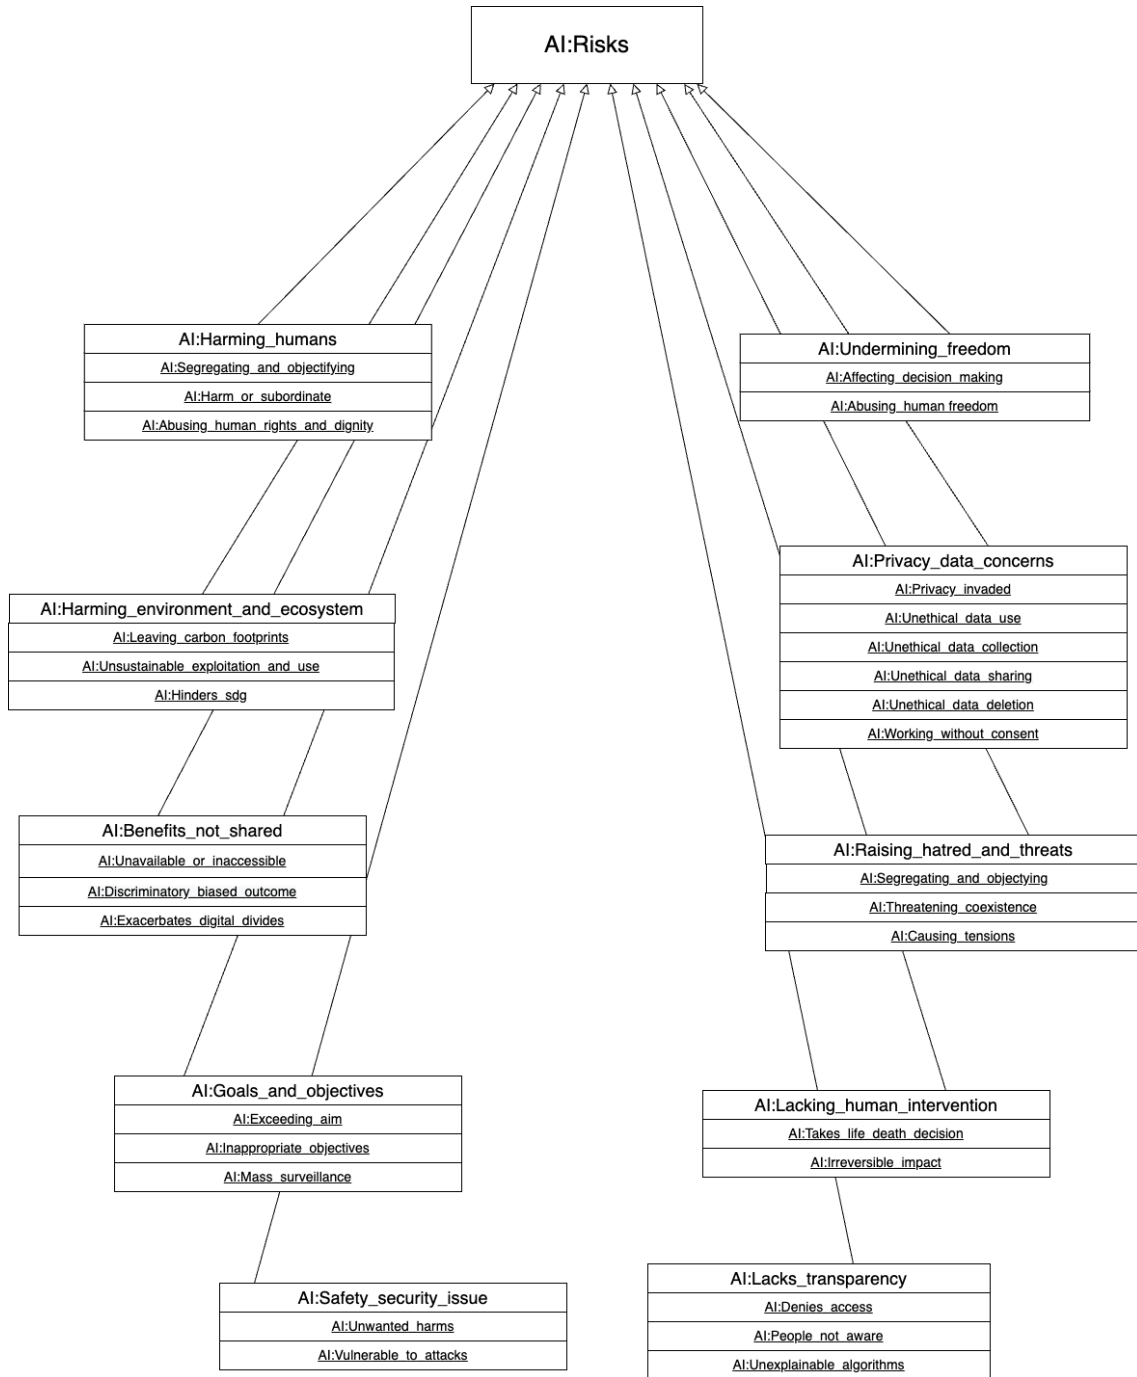 AI:Risks
AI:Harming_humans
AI:Segregating_and_objectifying
AI:Harm_or_subordinate
AI:Abusing_human_rights_and_dignity
AI:Undermining_freedom
AI:Affecting_decision_making
AI:Abusing_human freedom
AI:Harming_environment_and_ecosystem
AI:Leaving_carbon_footprints
AI:Unsustainable_exploitation_and_use
AI:Hinders_sdg
AI:Privacy_data_concerns
AI:Privacy_invaded
AI:Unethical_data_use
AI:Unethical_data_collection
AI:Unethical_data_sharing
AI:Unethical_data_deletion
AI:Working_without_consent
AI:Benefits_not_shared
AI:Unavailable_or_inaccessible
AI:Discriminatory_biased_outcome
AI:Exacerbates_digital_divides
AI:Raising_hatred_and_threats
AI:Segregating_and_objectying
AI:Threatening_coexistence
AI:Causing_tensions
AI:Goals_and_objectives
AI:Exceeding_aim
AI:Inappropriate_objectives
AI:Mass_surveillance
AI:Lacking_human_intervention
AI:Takes_life_death_decision
AI:Irreversible_impact
AI:Safety_security_issue
AI:Unwanted_harms
AI:Vulnerable_to_attacks
AI:Lacks_transparency
AI:Denies_access
AI:People_not_aware
AI:Unexplainable_algorithms